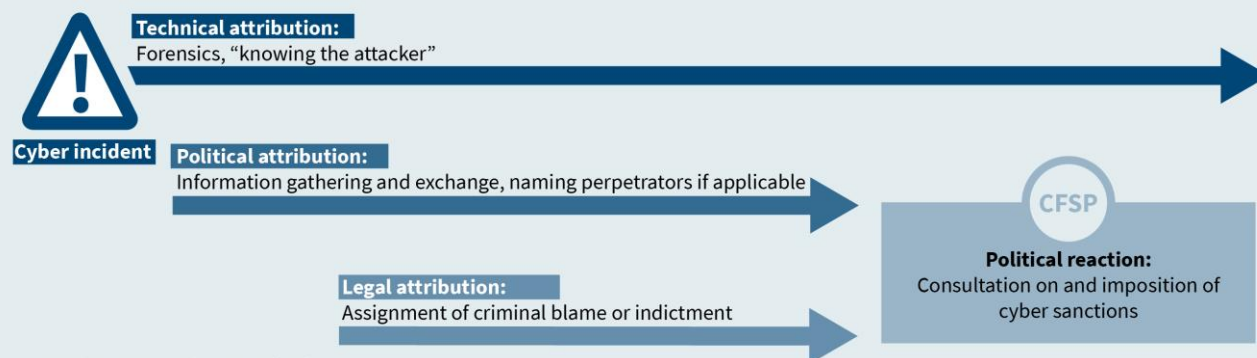 Technical attribution:
Forensics, “knowing the attacker”
Cyber incident
Political attribution:
Information gathering and exchange, naming perpetrators if applicable
CFSP
Political reaction:
Consultation on and imposition of
cyber sanctions
Legal attribution:
Assignment of criminal blame or indictment